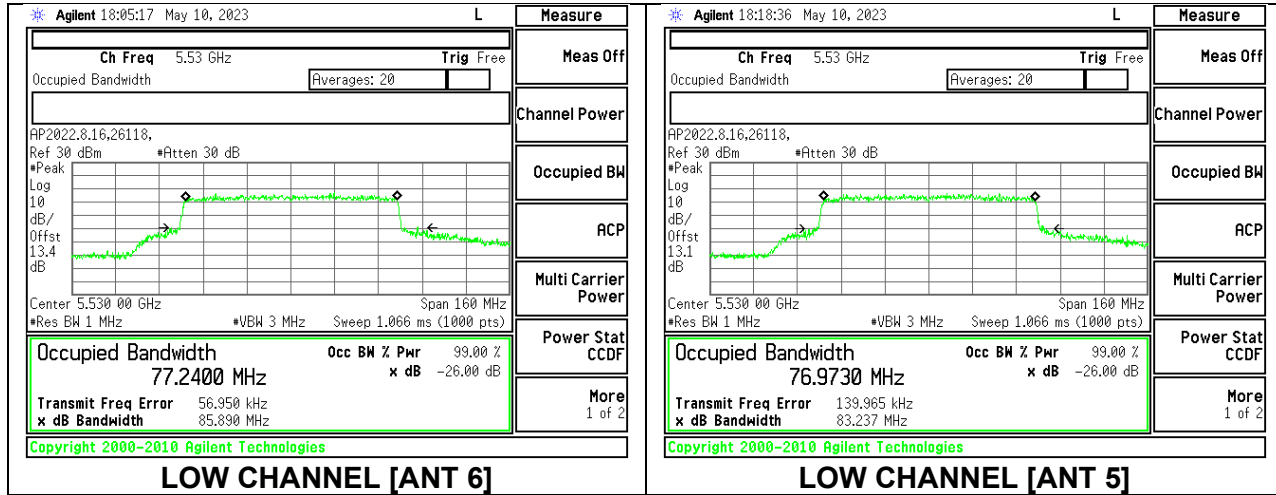 Agilent 18:05:17 May 10, 2023 L
Measure
Ch Freq 5.53 GHz Trig Free
Occupied Bandwidth Averages: 20
AP2022.8.16,26118,
Ref 30 dBm #Atten 30 dB
#Peak
Log
10
dB/
Offst
13.4
dB
Center 5.530 00 GHz Span 160 MHz
#Res BW 1 MHz #VBW 3 MHz Sweep 1.066 ms (1000 pts)
Occupied Bandwidth Occ BW % Pwr 99.00 %
77.2400 MHz x dB -26.00 dB
Transmit Freq Error 56.950 kHz
x dB Bandwidth 85.890 MHz
Copyright 2000-2010 Agilent Technologies
Meas Off
Channel Power
Occupied BW
ACP
Multi Carrier
Power
Power Stat
CCDF
More
1 of 2
LOW CHANNEL [ANT 6]
Agilent 18:18:36 May 10, 2023 L
Measure
Ch Freq 5.53 GHz Trig Free
Occupied Bandwidth Averages: 20
AP2022.8.16,26118,
Ref 30 dBm #Atten 30 dB
#Peak
Log
10
dB/
Offst
13.1
dB
Center 5.530 00 GHz Span 160 MHz
#Res BW 1 MHz #VBW 3 MHz Sweep 1.066 ms (1000 pts)
Occupied Bandwidth Occ BW % Pwr 99.00 %
76.9730 MHz x dB -26.00 dB
Transmit Freq Error 139.965 kHz
x dB Bandwidth 83.237 MHz
Copyright 2000-2010 Agilent Technologies
Meas Off
Channel Power
Occupied BW
ACP
Multi Carrier
Power
Power Stat
CCDF
More
1 of 2
LOW CHANNEL [ANT 5]